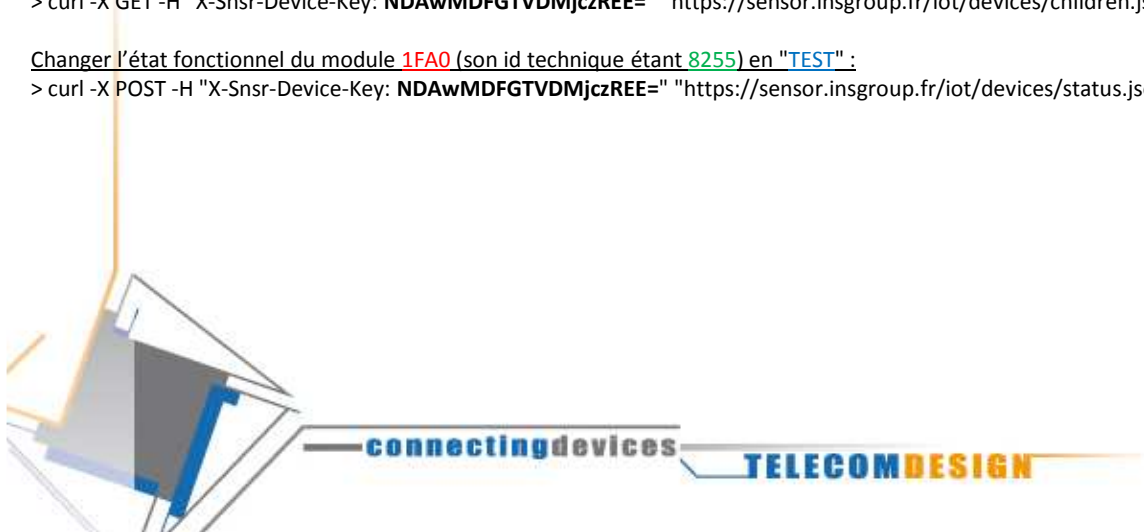 > curl -X GET -H "X-Snsr-Device-Key: NDAwMDFGTVDMjczREE=" "https://sensor.insgroup.fr/iot/devices/children.js
Changer l'état fonctionnel du module 1FA0 (son id technique étant 8255) en "TEST" :
> curl -X POST -H "X-Snsr-Device-Key: NDAwMDFGTVDMjczREE=" "https://sensor.insgroup.fr/iot/devices/status.js
connectingdevices
TELECOMDESIGN